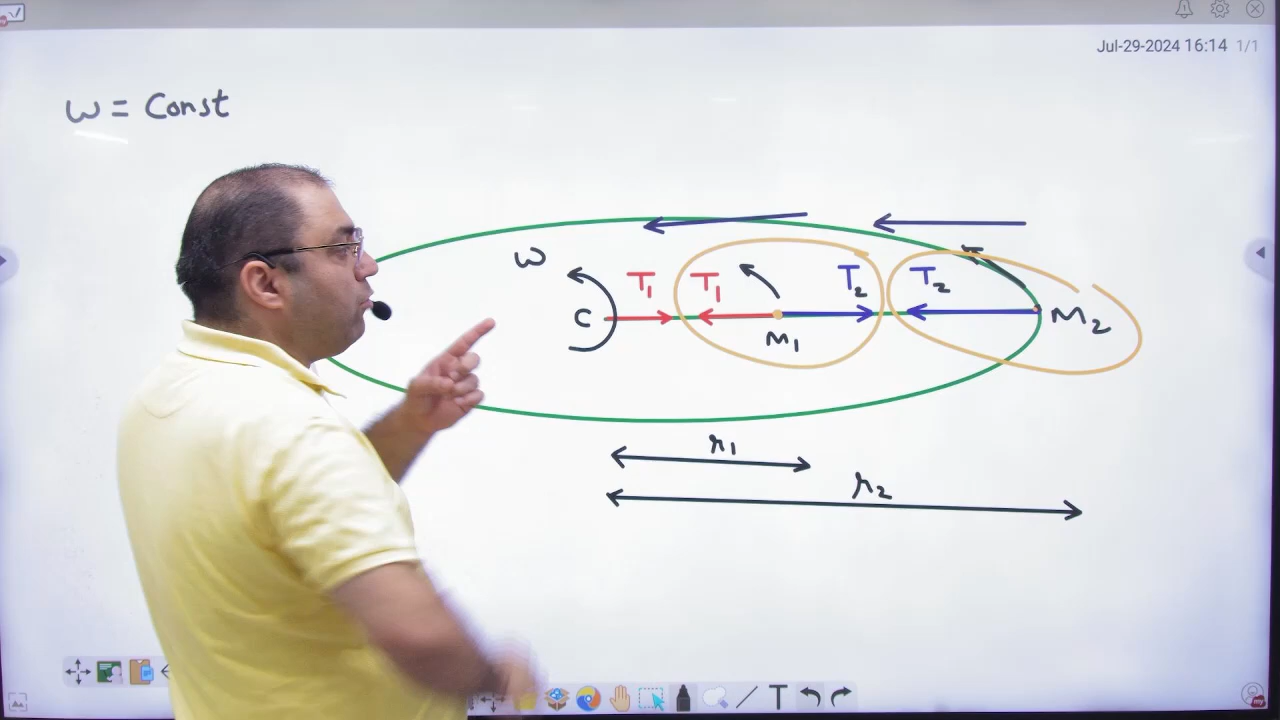 Jul-29-2024 16:14 1/1
ω = Const
ω
T₁ T₁ T₂ T₂
C M₁ M₂
r₁
r₂